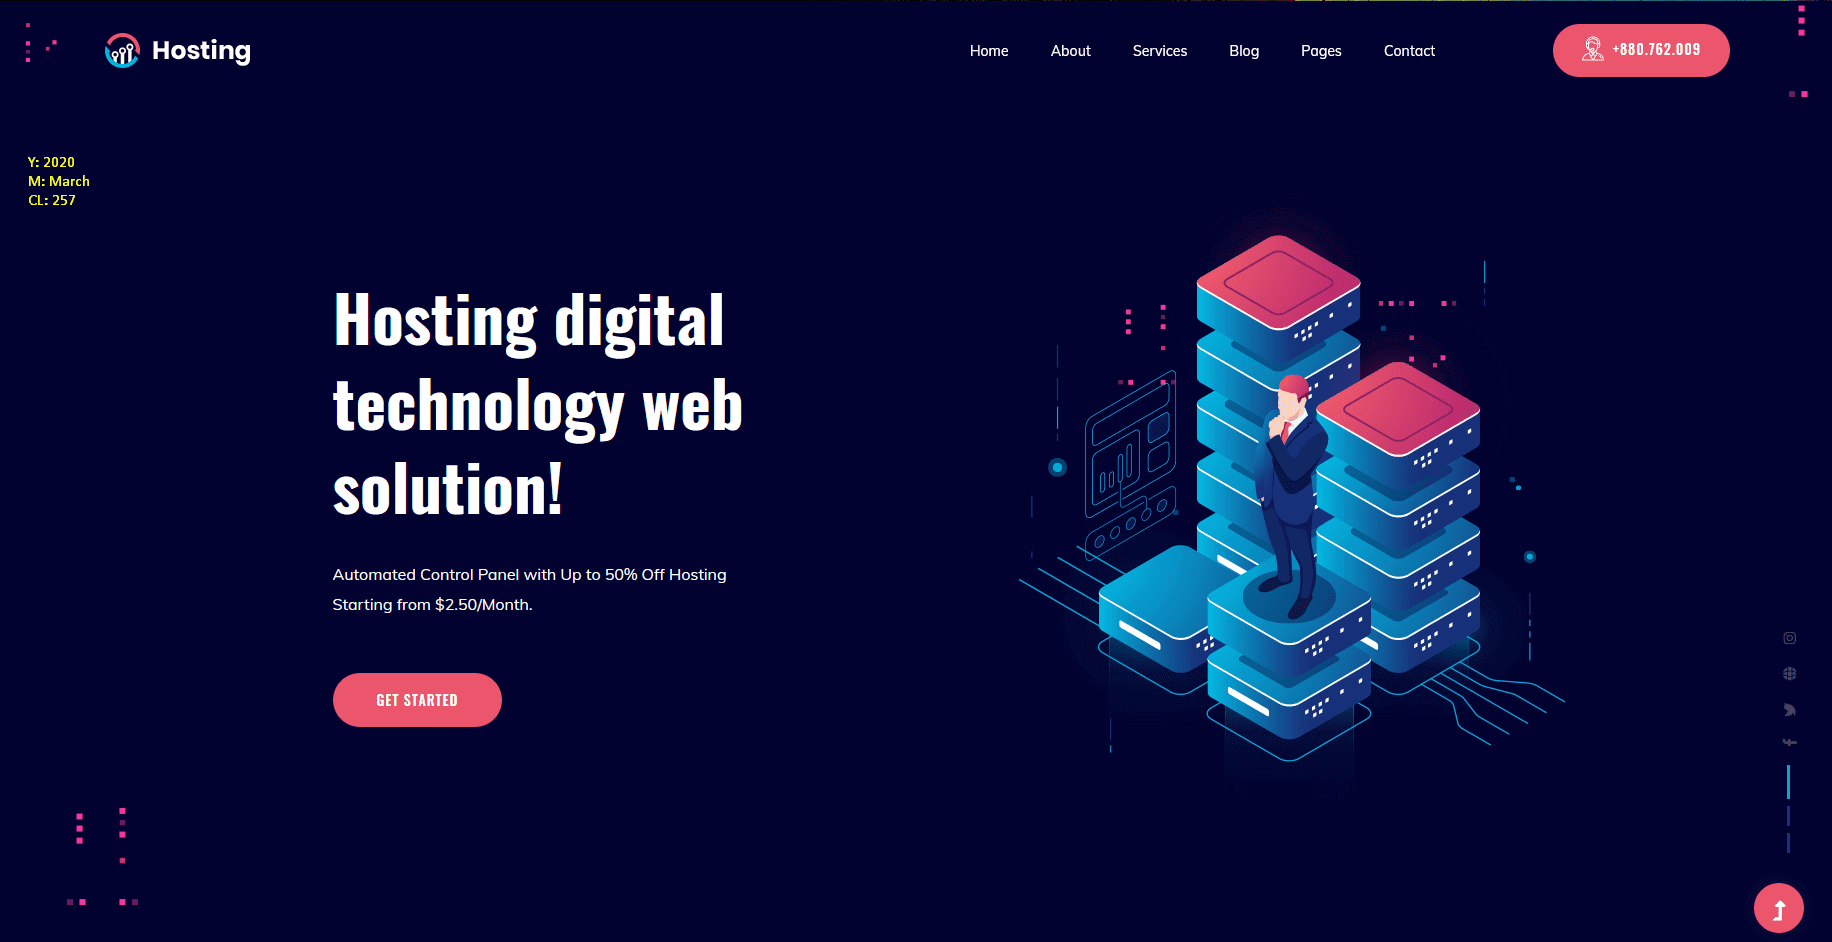 Hosting
Home About Services Blog Pages Contact
+880.762.009
Y: 2020
M: March
CL: 257
Hosting digital
technology web
solution!
Automated Control Panel with Up to 50% Off Hosting
Starting from $2.50/Month.
GET STARTED